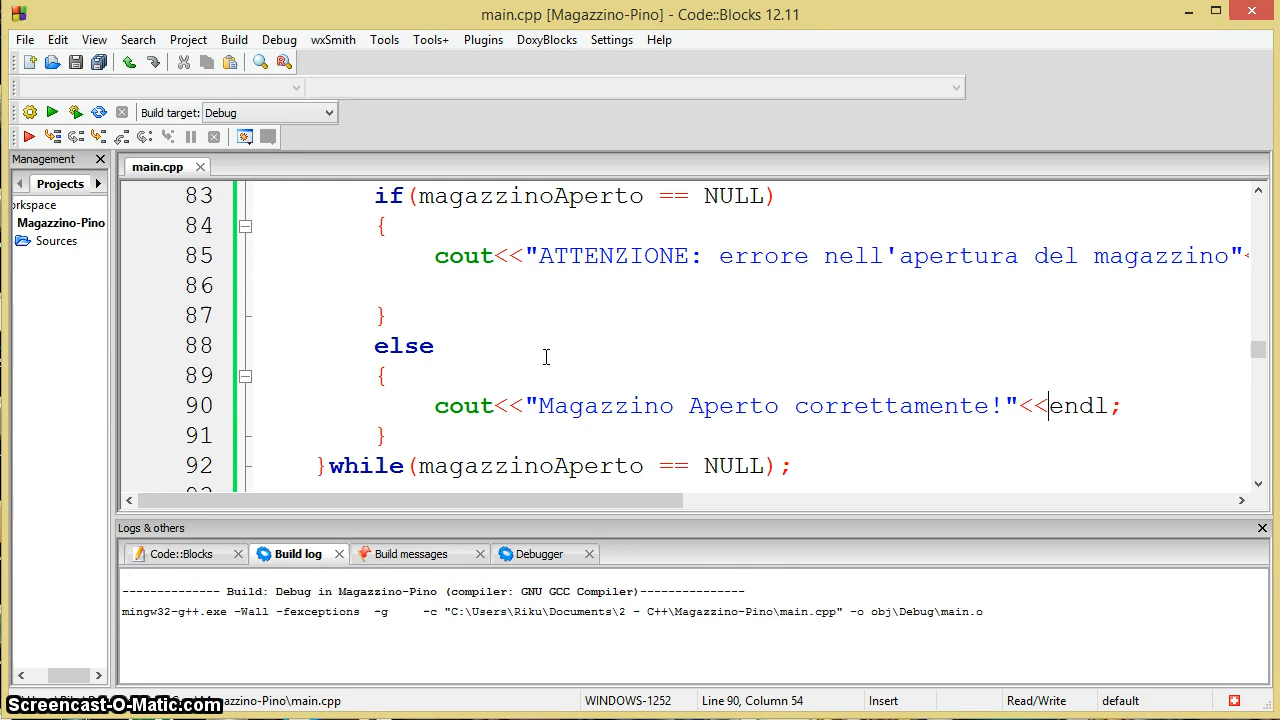 main.cpp [Magazzino-Pino] - Code::Blocks 12.11
File Edit View Search Project Build Debug wxSmith Tools Tools+ Plugins DoxyBlocks Settings Help
Build target: Debug
Management
main.cpp
Projects
orkspace
Magazzino-Pino
Sources
83 if(magazzinoAperto == NULL)
84 {
85 cout<<"ATTENZIONE: errore nell'apertura del magazzino"<
86
87 }
88 else
89 {
90 cout<<"Magazzino Aperto correttamente!"<<endl;
91 }
92 }while(magazzinoAperto == NULL);
Logs & others
Code::Blocks Build log Build messages Debugger
-------------- Build: Debug in Magazzino-Pino (compiler: GNU GCC Compiler)---------------
mingw32-g++.exe -Wall -fexceptions -g -c "C:\Users\Riku\Documents\2 - C++\Magazzino-Pino\main.cpp" -o obj\Debug\main.o
Magazzino-Pino\main.cpp WINDOWS-1252 Line 90, Column 54 Insert Read/Write default
Screencast-O-Matic.com